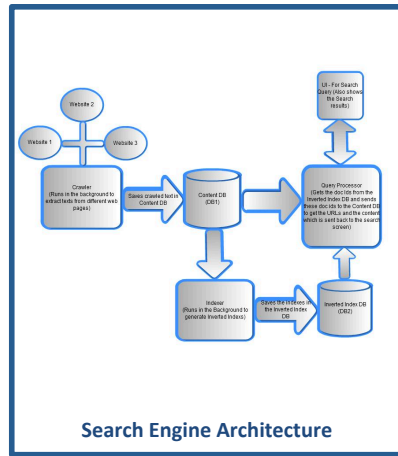 Website 2
Website 1
Website 3
UI - For Search
Query (Also shows
the Search
results)
Crawler
(Runs in the background to
extract texts from different web
pages)
Saves crawled text in
Content DB
Content DB
(DB1)
Query Processor
(Gets the doc ids from the
Inverted Index DB and sends
these doc ids to the Content DB
to get the URLs and the content
which is sent back to the search
screen)
Indexer
(Runs in the Background to
generate Inverted Indexs)
Saves the Indexes in
the Inverted Index
DB
Inverted Index DB
(DB2)
Search Engine Architecture